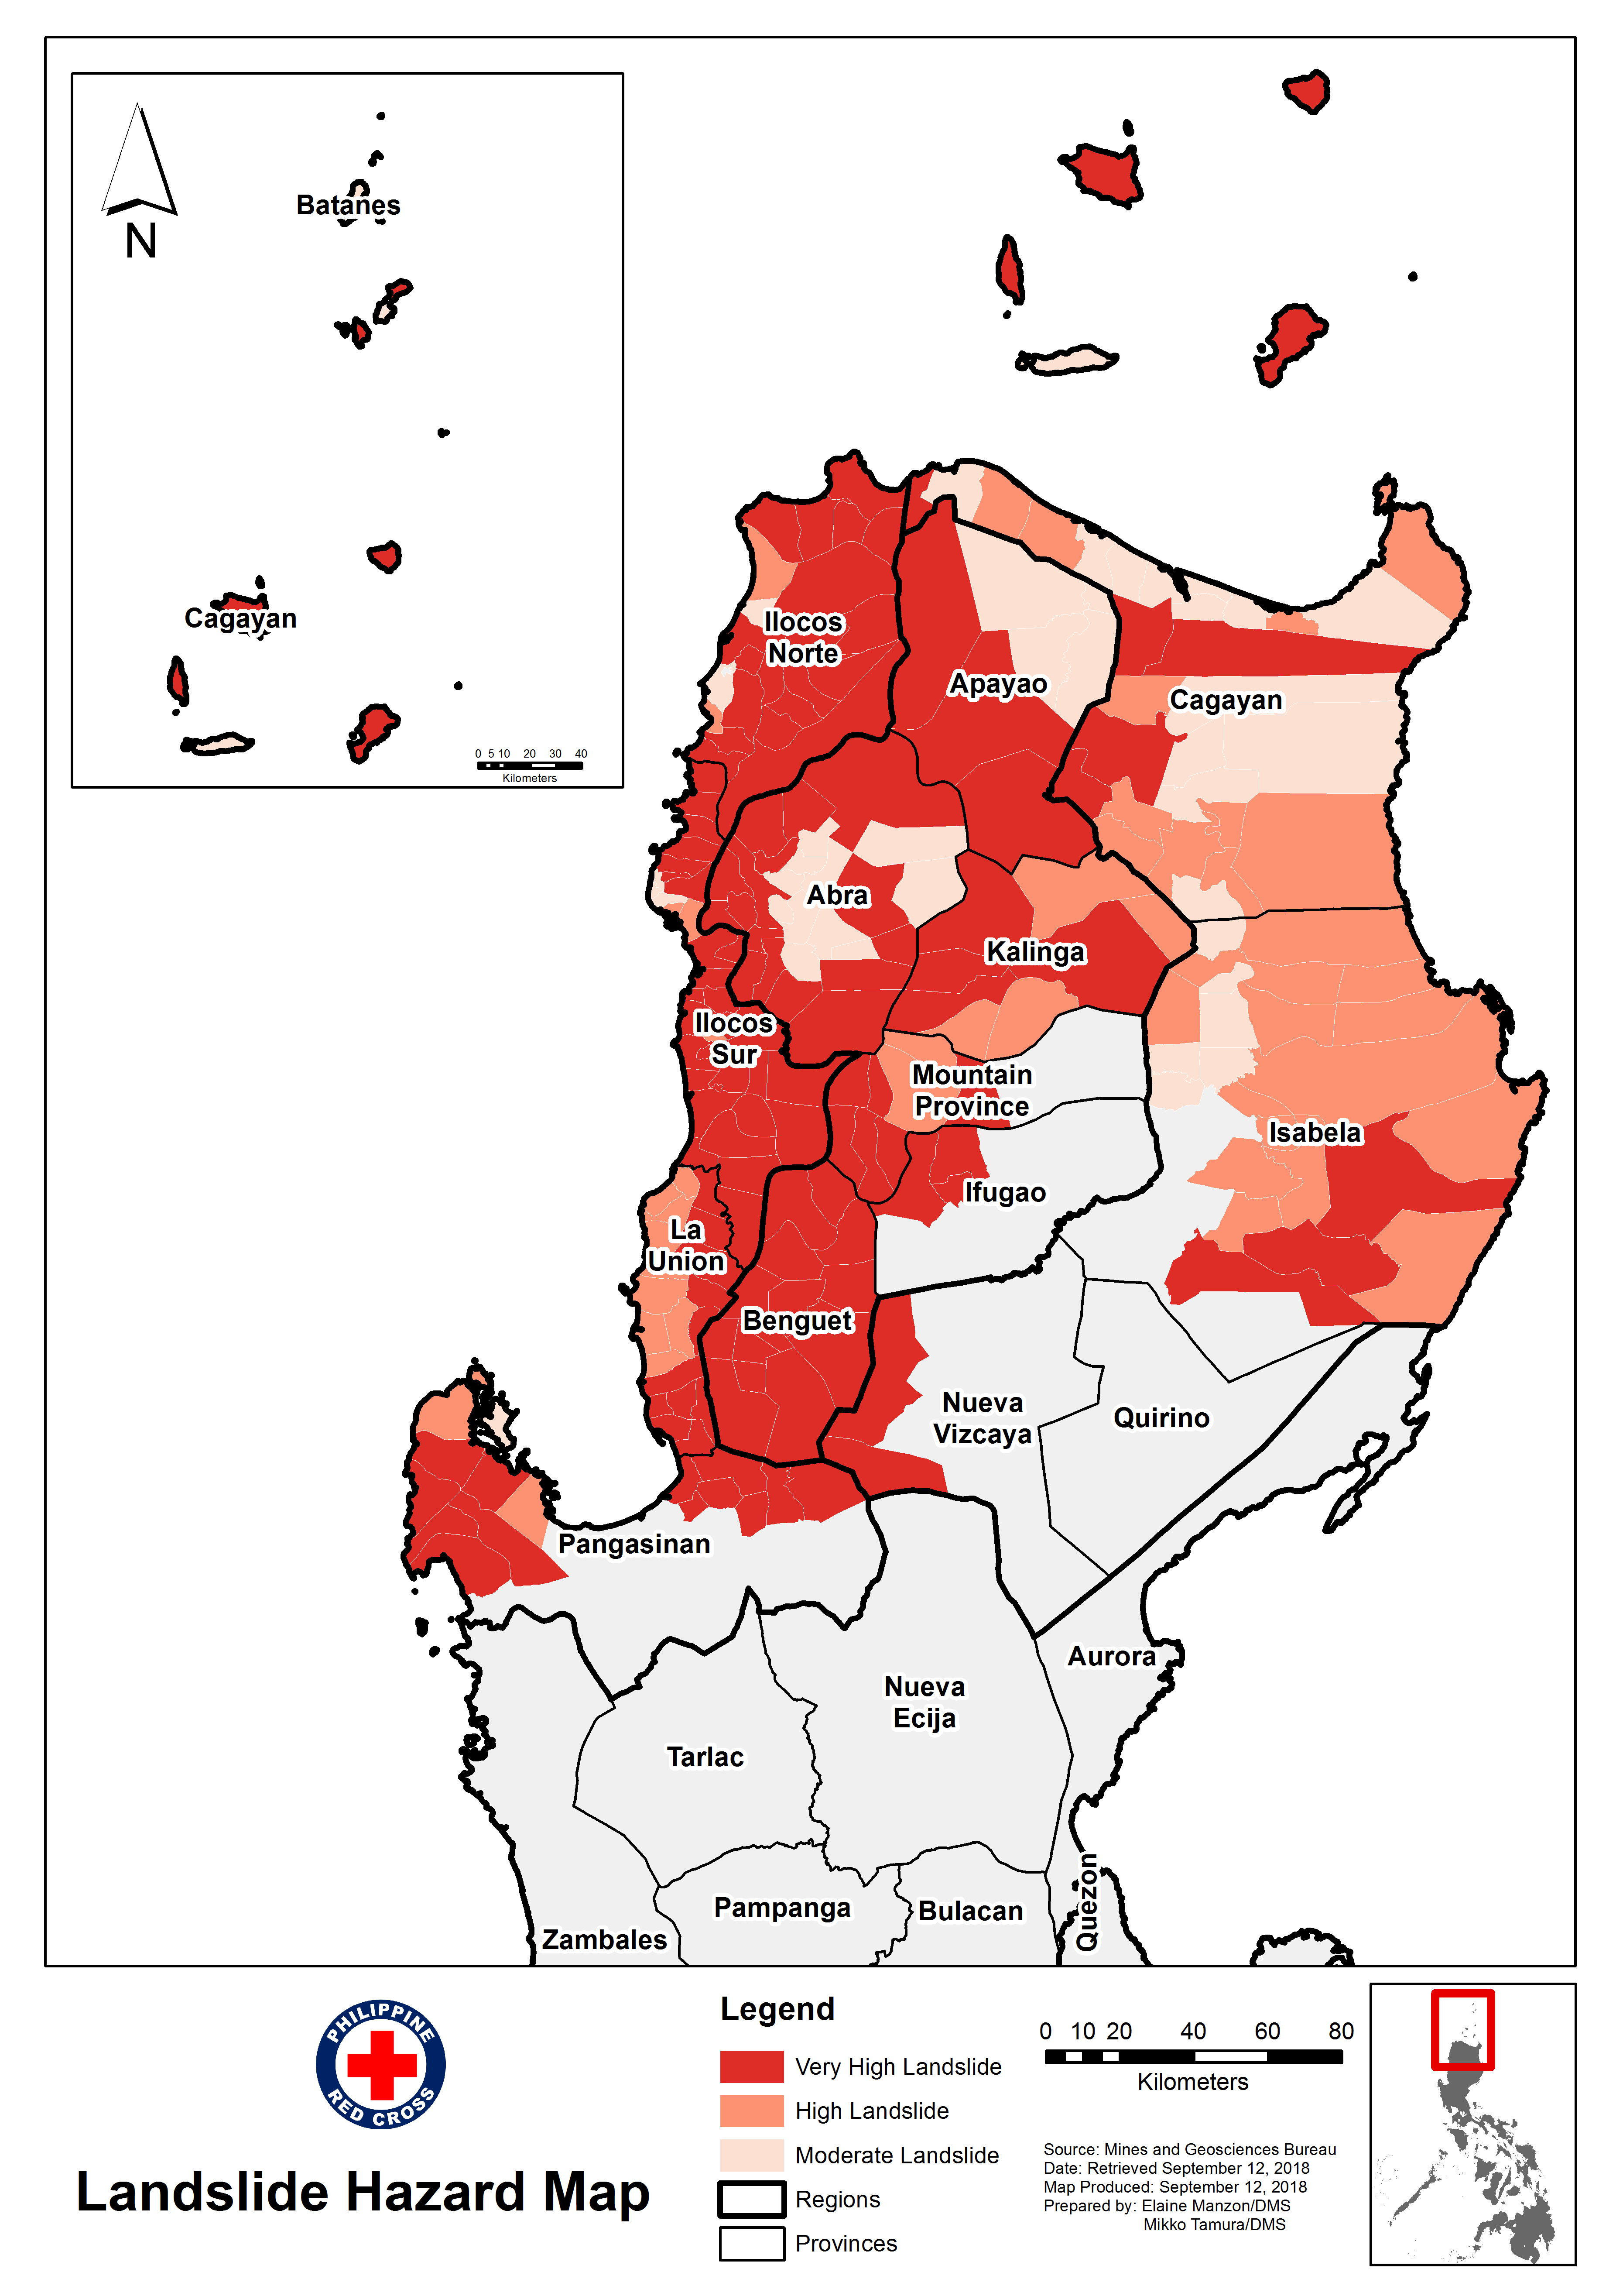 N
Batanes
Cagayan
0 5 10 20 30 40
Kilometers
Ilocos
Norte
Apayao
Cagayan
Abra
Kalinga
Ilocos
Sur
Mountain
Province
Isabela
Ifugao
La
Union
Benguet
Nueva
Vizcaya
Quirino
Pangasinan
Aurora
Nueva
Ecija
Tarlac
Quezon
Pampanga
Bulacan
Zambales
PHILIPPINE
RED CROSS
Landslide Hazard Map
Legend
Very High Landslide
High Landslide
Moderate Landslide
Regions
Provinces
0 10 20 40 60 80
Kilometers
Source: Mines and Geosciences Bureau
Date: Retrieved September 12, 2018
Map Produced: September 12, 2018
Prepared by: Elaine Manzon/DMS
Mikko Tamura/DMS